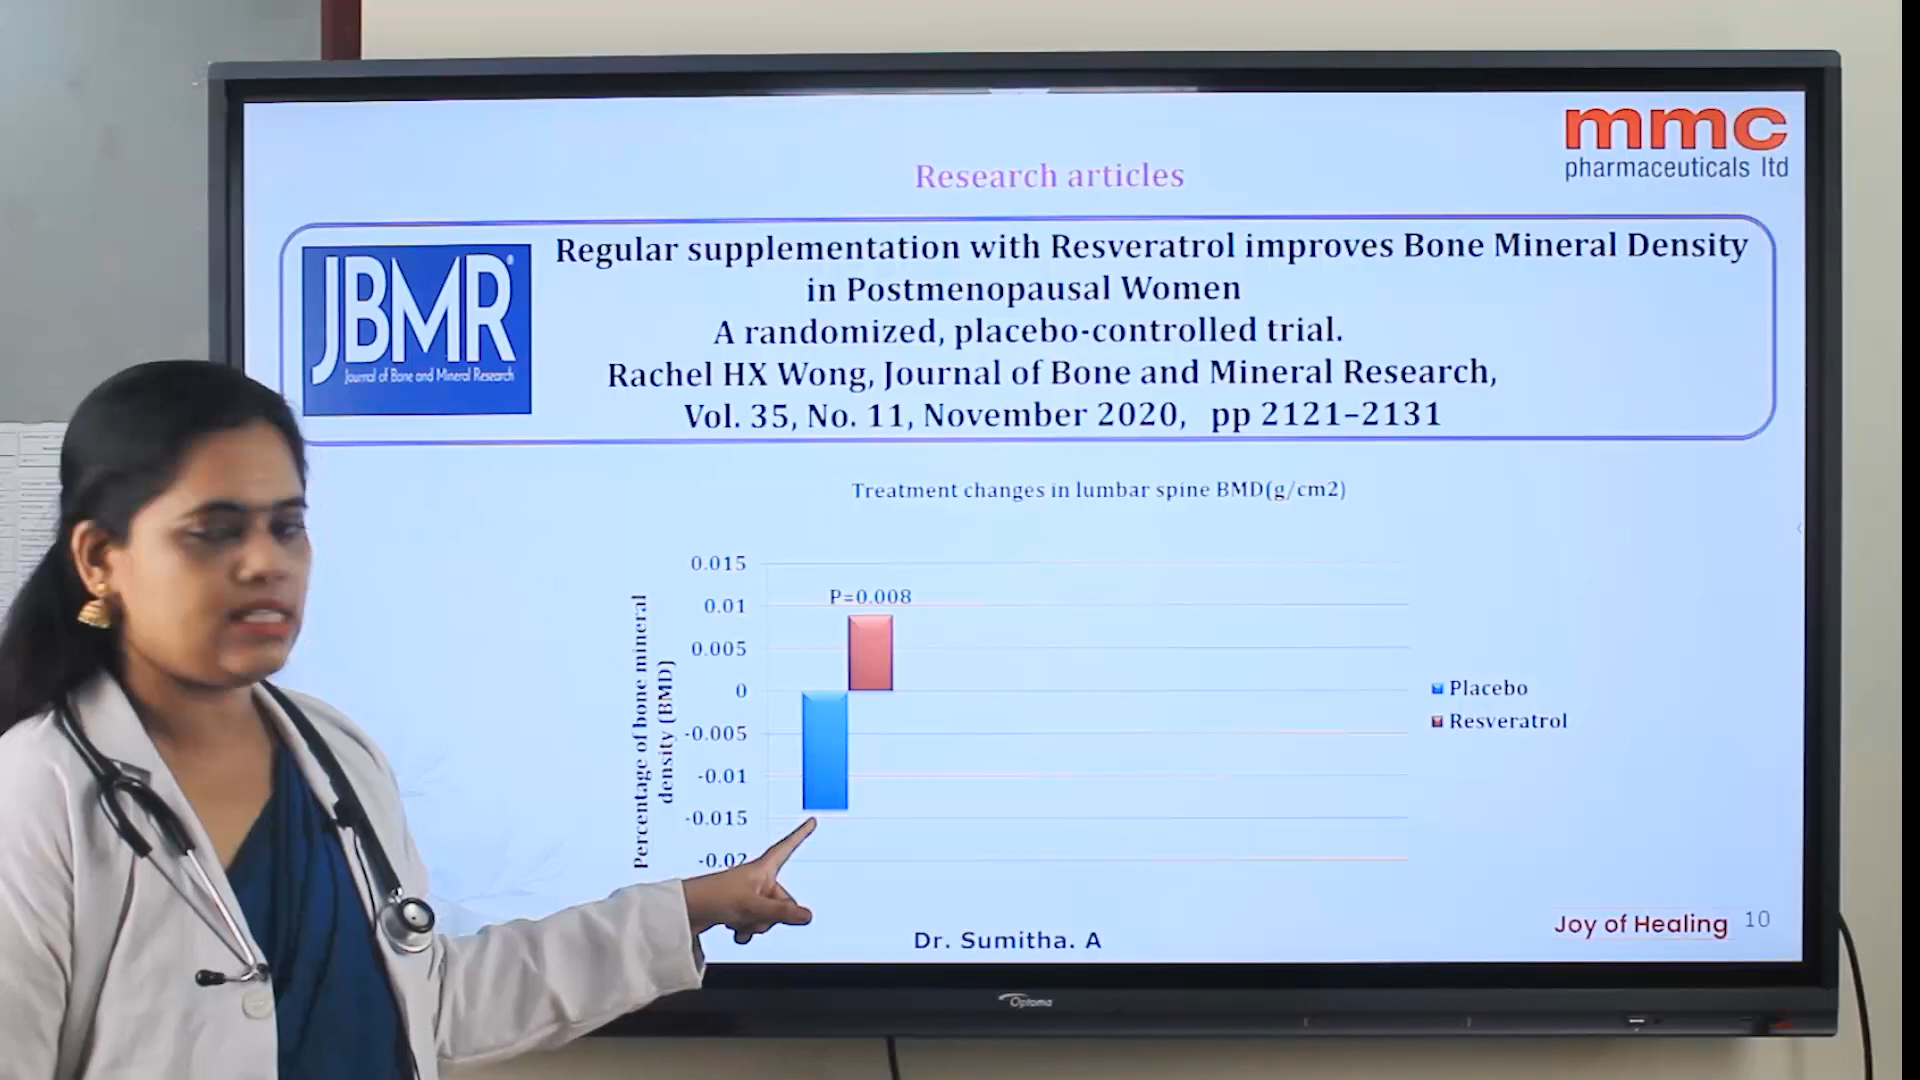 mmc
pharmaceuticals ltd
Research articles
JBMR®
Journal of Bone and Mineral Research
Regular supplementation with Resveratrol improves Bone Mineral Density
in Postmenopausal Women
A randomized, placebo-controlled trial.
Rachel HX Wong, Journal of Bone and Mineral Research,
Vol. 35, No. 11, November 2020, pp 2121–2131
Treatment changes in lumbar spine BMD(g/cm2)
Percentage of bone mineral
density (BMD)
0.015
0.01
0.005
0
-0.005
-0.01
-0.015
-0.02
P=0.008
Placebo
Resveratrol
Dr. Sumitha. A
Joy of Healing 10
Optoma